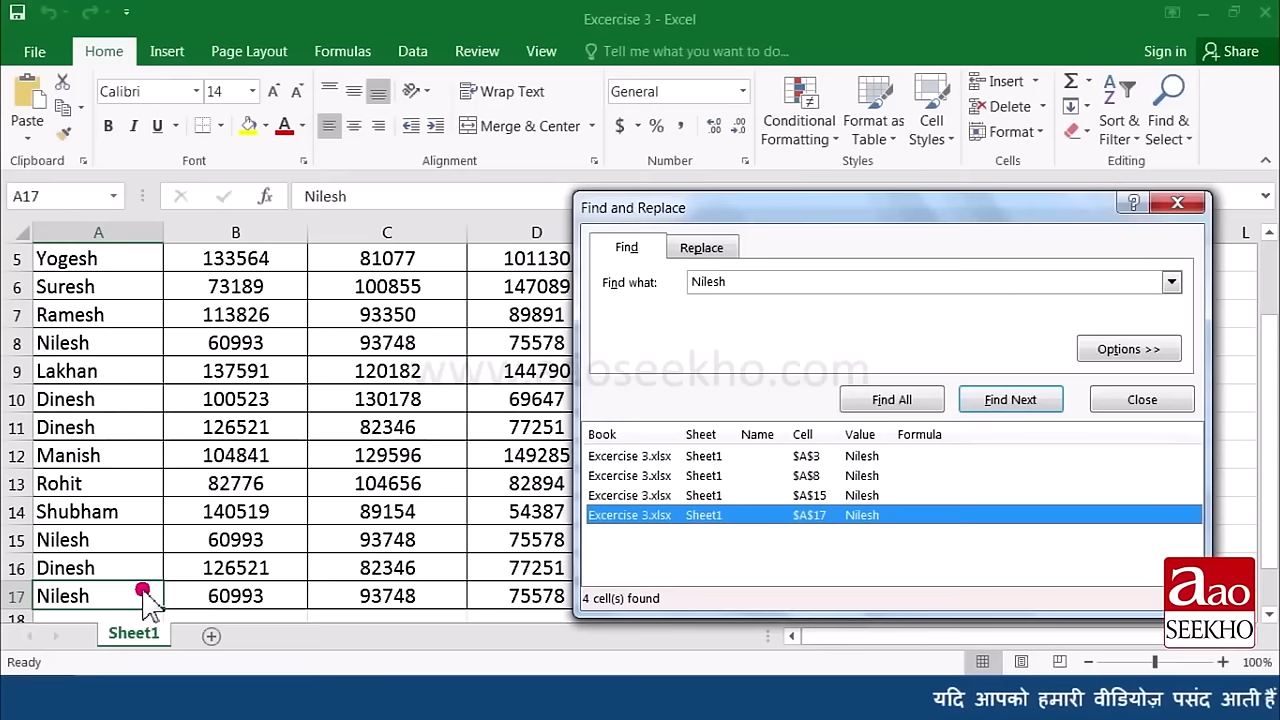 Excercise 3 - Excel
File Home Insert Page Layout Formulas Data Review View Tell me what you want to do... Sign in Share
Paste
Clipboard
Calibri 14
B I U A
Font
Wrap Text
Merge & Center
Alignment
General
$ % ,
Number
Conditional Formatting
Format as Table
Cell Styles
Styles
Insert
Delete
Format
Cells
Sort & Filter
Find & Select
Editing
A17 fx Nilesh
A B C D L
5 Yogesh 133564 81077 101130
6 Suresh 73189 100855 147089
7 Ramesh 113826 93350 89891
8 Nilesh 60993 93748 75578
9 Lakhan 137591 120182 144790
10 Dinesh 100523 130178 69647
11 Dinesh 126521 82346 77251
12 Manish 104841 129596 149285
13 Rohit 82776 104656 82894
14 Shubham 140519 89154 54387
15 Nilesh 60993 93748 75578
16 Dinesh 126521 82346 77251
17 Nilesh 60993 93748 75578
18
Find and Replace
Find Replace
Find what: Nilesh
Options >>
Find All Find Next Close
Book Sheet Name Cell Value Formula
Excercise 3.xlsx Sheet1 $A$3 Nilesh
Excercise 3.xlsx Sheet1 $A$8 Nilesh
Excercise 3.xlsx Sheet1 $A$15 Nilesh
Excercise 3.xlsx Sheet1 $A$17 Nilesh
4 cell(s) found
aao
SEEKHO
Sheet1
Ready 100%
यदि आपको हमारी वीडियोज़ पसंद आती हैं